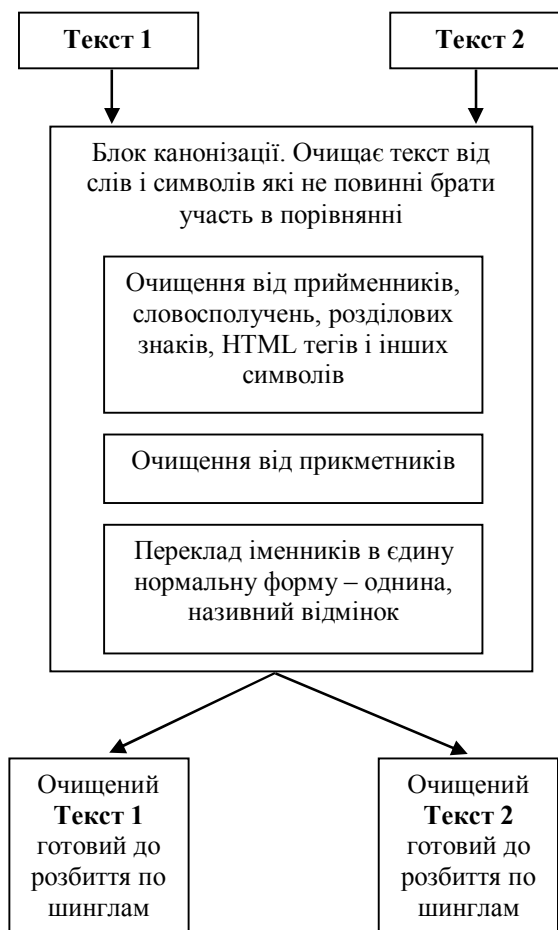 Текст 1
Текст 2
Блок канонізації. Очищає текст від
слів і символів які не повинні брати
участь в порівнянні
Очищення від прийменників,
словосполучень, розділових
знаків, HTML тегів і інших
символів
Очищення від прикметників
Переклад іменників в єдину
нормальну форму – однина,
називний відмінок
Очищений
Текст 1
готовий до
розбиття по
шинглам
Очищений
Текст 2
готовий до
розбиття по
шинглам